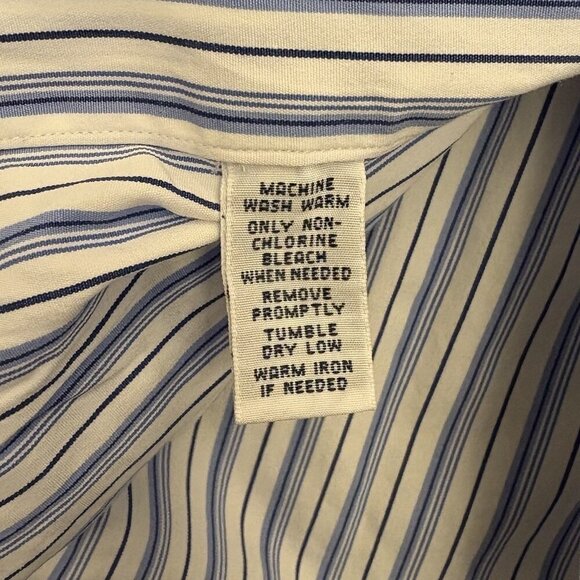 MACHINE
WASH WARM
ONLY NON-
CHLORINE
BLEACH
WHEN NEEDED
REMOVE
PROMPTLY
TUMBLE
DRY LOW
WARM IRON
IF NEEDED